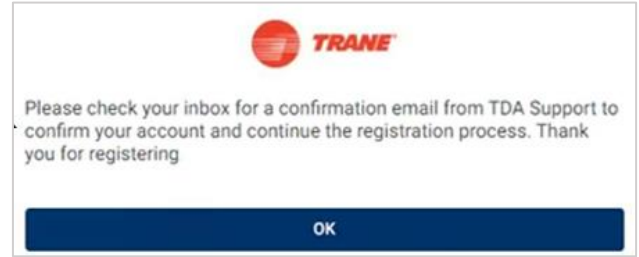 TRANE
Please check your inbox for a confirmation email from TDA Support to
confirm your account and continue the registration process. Thank
you for registering
OK